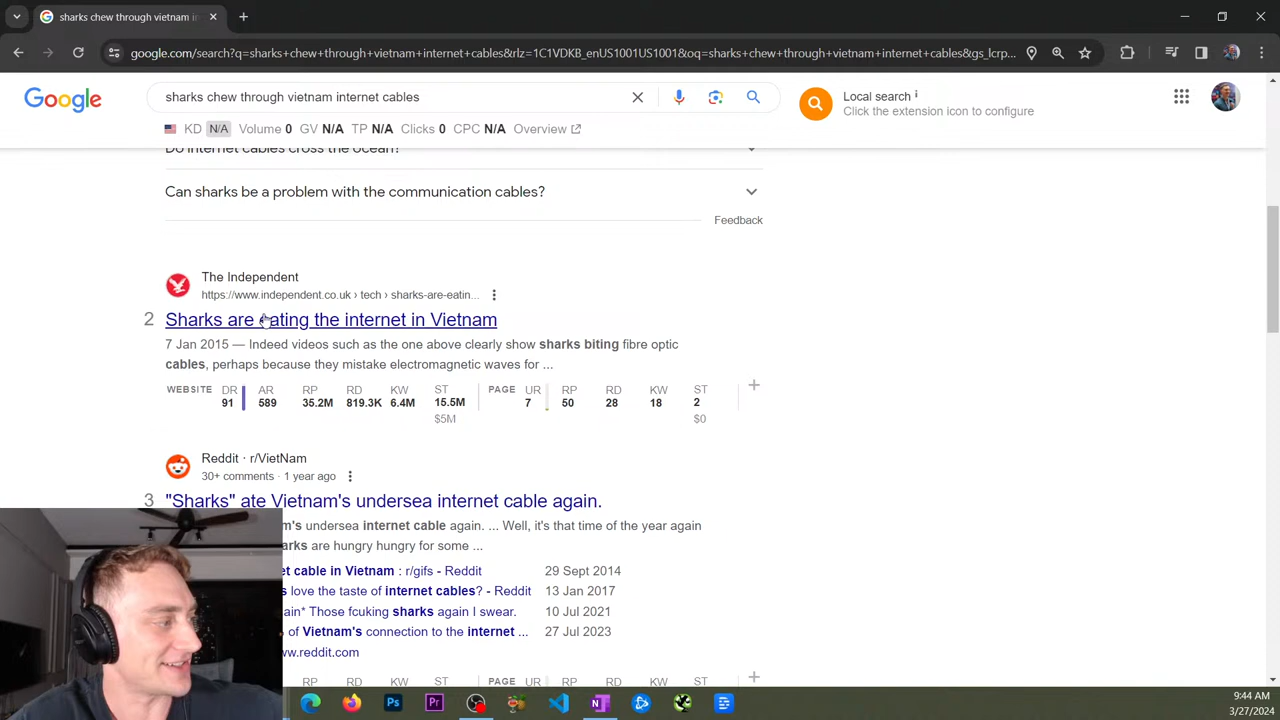 sharks chew through vietnam in
google.com/search?q=sharks+chew+through+vietnam+internet+cables&rlz=1C1VDKB_enUS1001US1001&oq=sharks+chew+through+vietnam+internet+cables&gs_lcrp...
Google
sharks chew through vietnam internet cables
Local search i
Click the extension icon to configure
KD N/A Volume 0 GV N/A TP N/A Clicks 0 CPC N/A Overview
Do internet cables cross the ocean?
Can sharks be a problem with the communication cables?
Feedback
The Independent
https://www.independent.co.uk › tech › sharks-are-eatin...
2 Sharks are eating the internet in Vietnam
7 Jan 2015 — Indeed videos such as the one above clearly show sharks biting fibre optic
cables, perhaps because they mistake electromagnetic waves for ...
WEBSITE DR AR RP RD KW ST PAGE UR RP RD KW ST
91 589 35.2M 819.3K 6.4M 15.5M 7 50 28 18 2
$5M $0
Reddit · r/VietNam
30+ comments · 1 year ago
3 "Sharks" ate Vietnam's undersea internet cable again.
m's undersea internet cable again. ... Well, it's that time of the year again
arks are hungry hungry for some ...
et cable in Vietnam : r/gifs - Reddit 29 Sept 2014
s love the taste of internet cables? - Reddit 13 Jan 2017
ain* Those fcuking sharks again I swear. 10 Jul 2021
of Vietnam's connection to the internet ... 27 Jul 2023
ww.reddit.com
RP RD KW ST PAGE UR RP RD KW ST
Ps
Pr
N
9:44 AM
3/27/2024